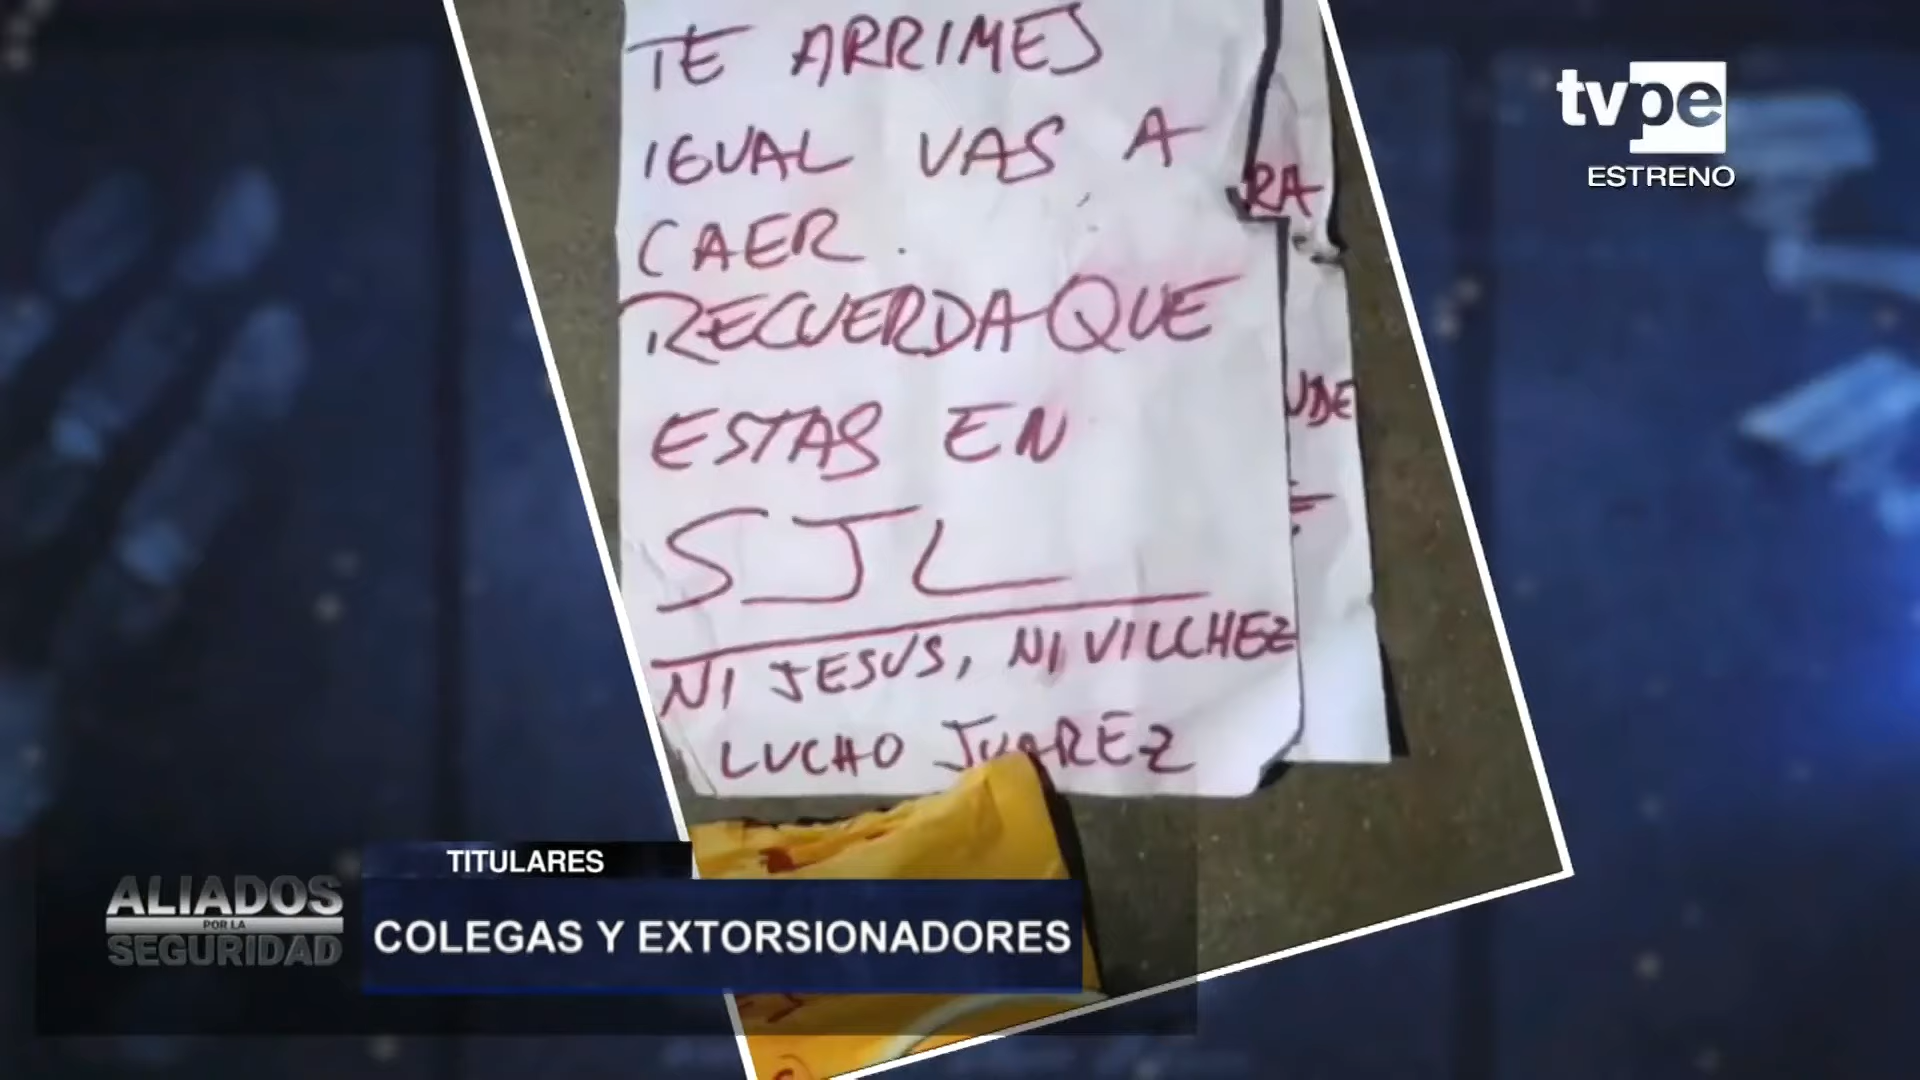 TE ARRIMES
IGUAL VAS A
CAER.
RECUERDA QUE
ESTAS EN
SJL
NI JESUS, NI VILCHEZ
LUCHO JUAREZ
RA
NDE
tvpe
ESTRENO
TITULARES
ALIADOS
POR LA
SEGURIDAD
COLEGAS Y EXTORSIONADORES